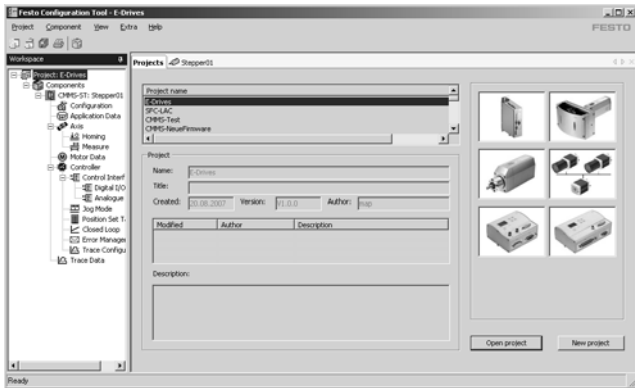 Festo Configuration Tool - E-Drives
Project Component View Extra Help
FESTO
Workspace
Projects Stepper01
Project: E-Drives
Components
CMMS-ST: Stepper01
Configuration
Application Data
Axis
Homing
Measure
Motor Data
Controller
Control Interf
Digital I/O
Analogue
Jog Mode
Position Set T
Closed Loop
Error Manager
Trace Configu
Trace Data
Project name
E-Drives
SFC-LAC
CMMS-Test
CMMS-NeueFirmware
Project
Name: E-Drives
Title:
Created: 20.08.2007 Version: V1.0.0 Author: map
Modified Author Description
Description:
Open project New project
Ready